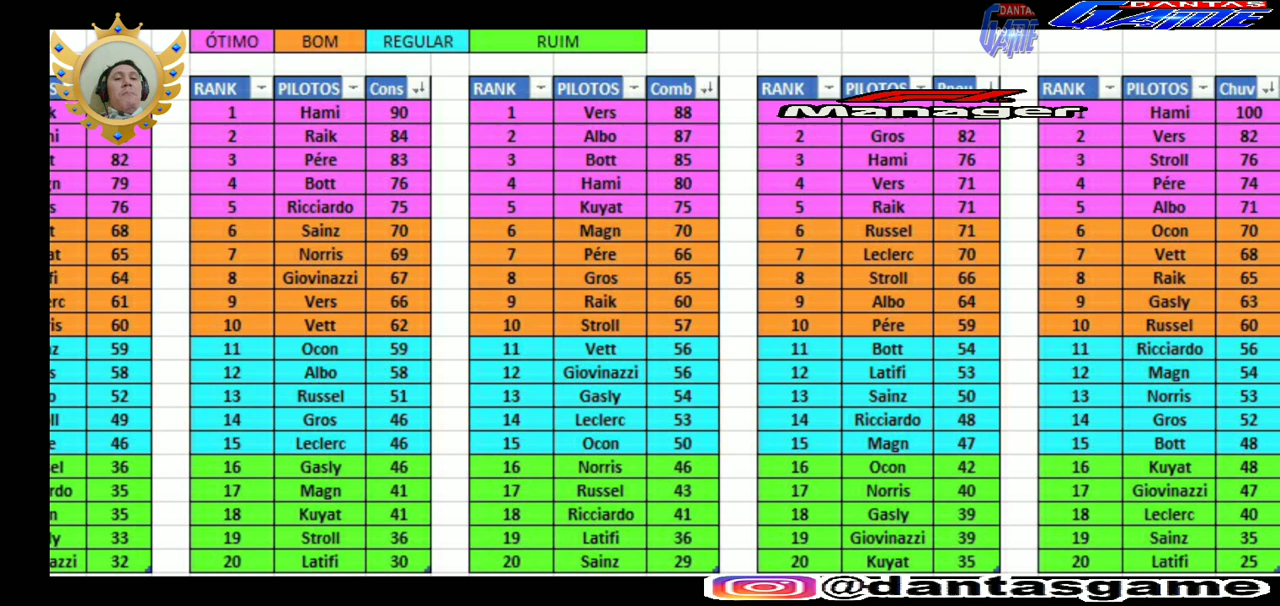 DANTAS
GAME
DANTAS
GAME
ÓTIMO BOM REGULAR RUIM
RANK PILOTOS Cons RANK PILOTOS Comb RANK PILOTOS Pneu RANK PILOTOS Chuv
1 Hami 90 1 Vers 88 Manager Hami 100
2 Raik 84 2 Albo 87 2 Gros 82 2 Vers 82
82 3 Pére 83 3 Bott 85 3 Hami 76 3 Stroll 76
79 4 Bott 76 4 Hami 80 4 Vers 71 4 Pére 74
76 5 Ricciardo 75 5 Kuyat 75 5 Raik 71 5 Albo 71
68 6 Sainz 70 6 Magn 70 6 Russel 71 6 Ocon 70
65 7 Norris 69 7 Pére 66 7 Leclerc 70 7 Vett 68
64 8 Giovinazzi 67 8 Gros 65 8 Stroll 66 8 Raik 65
61 9 Vers 66 9 Raik 60 9 Albo 64 9 Gasly 63
60 10 Vett 62 10 Stroll 57 10 Pére 59 10 Russel 60
59 11 Ocon 59 11 Vett 56 11 Bott 54 11 Ricciardo 56
58 12 Albo 58 12 Giovinazzi 56 12 Latifi 53 12 Magn 54
52 13 Russel 51 13 Gasly 54 13 Sainz 50 13 Norris 53
49 14 Gros 46 14 Leclerc 53 14 Ricciardo 48 14 Gros 52
46 15 Leclerc 46 15 Ocon 50 15 Magn 47 15 Bott 48
36 16 Gasly 46 16 Norris 46 16 Ocon 42 16 Kuyat 48
35 17 Magn 41 17 Russel 43 17 Norris 40 17 Giovinazzi 47
35 18 Kuyat 41 18 Ricciardo 41 18 Gasly 39 18 Leclerc 40
33 19 Stroll 36 19 Latifi 36 19 Giovinazzi 39 19 Sainz 35
32 20 Latifi 30 20 Sainz 29 20 Kuyat 35 20 Latifi 25
@dantasgame